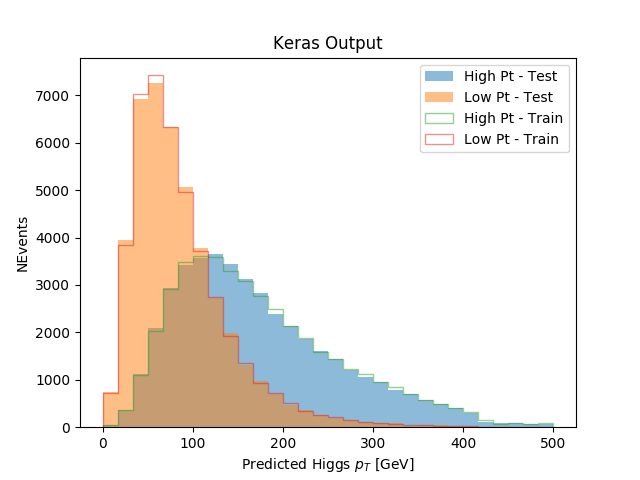 Keras Output
High Pt - Test
Low Pt - Test
High Pt - Train
Low Pt - Train
NEvents
7000
6000
5000
4000
3000
2000
1000
0
0 100 200 300 400 500
Predicted Higgs $p_T$ [GeV]